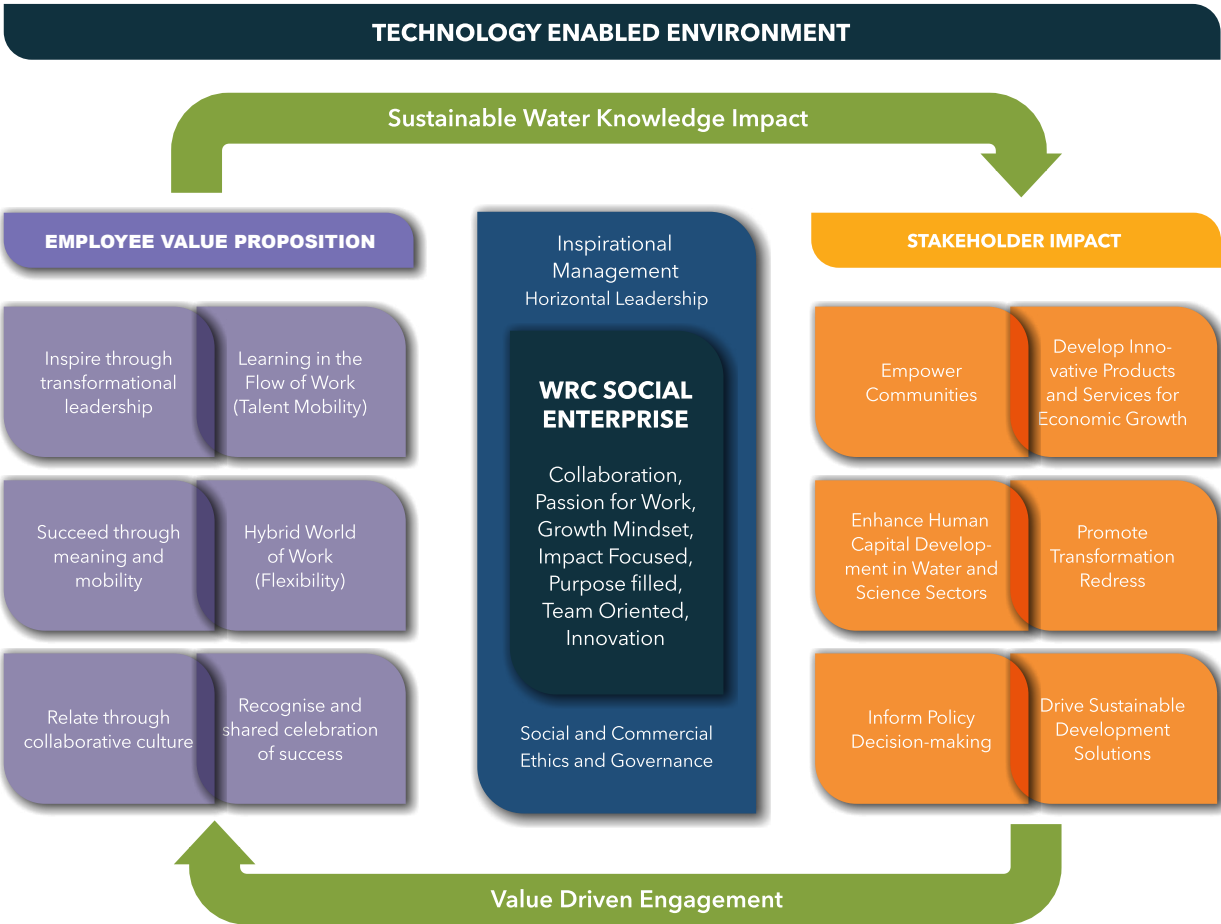 TECHNOLOGY ENABLED ENVIRONMENT
Sustainable Water Knowledge Impact
EMPLOYEE VALUE PROPOSITION
Inspire through
transformational
leadership
Learning in the
Flow of Work
(Talent Mobility)
Succeed through
meaning and
mobility
Hybrid World
of Work
(Flexibility)
Relate through
collaborative culture
Recognise and
shared celebration
of success
Inspirational
Management
Horizontal Leadership
WRC SOCIAL
ENTERPRISE
Collaboration,
Passion for Work,
Growth Mindset,
Impact Focused,
Purpose filled,
Team Oriented,
Innovation
Social and Commercial
Ethics and Governance
STAKEHOLDER IMPACT
Empower
Communities
Develop Inno-
vative Products
and Services for
Economic Growth
Enhance Human
Capital Develop-
ment in Water and
Science Sectors
Promote
Transformation
Redress
Inform Policy
Decision-making
Drive Sustainable
Development
Solutions
Value Driven Engagement